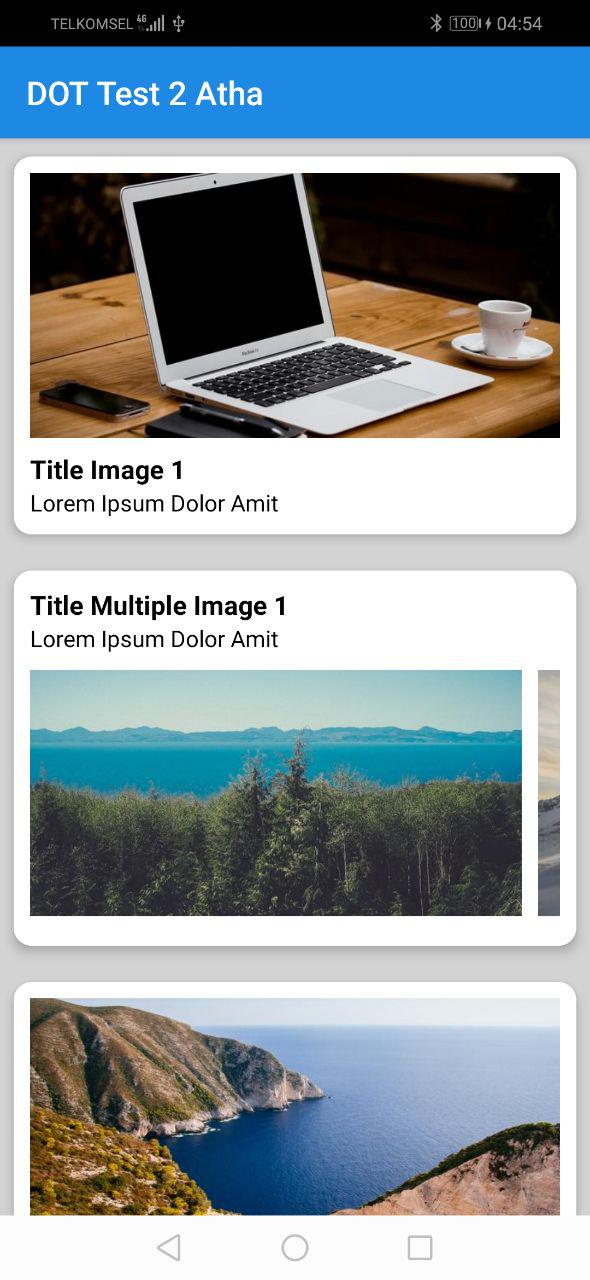 TELKOMSEL 4G 100 04:54
DOT Test 2 Atha
Title Image 1
Lorem Ipsum Dolor Amit
Title Multiple Image 1
Lorem Ipsum Dolor Amit